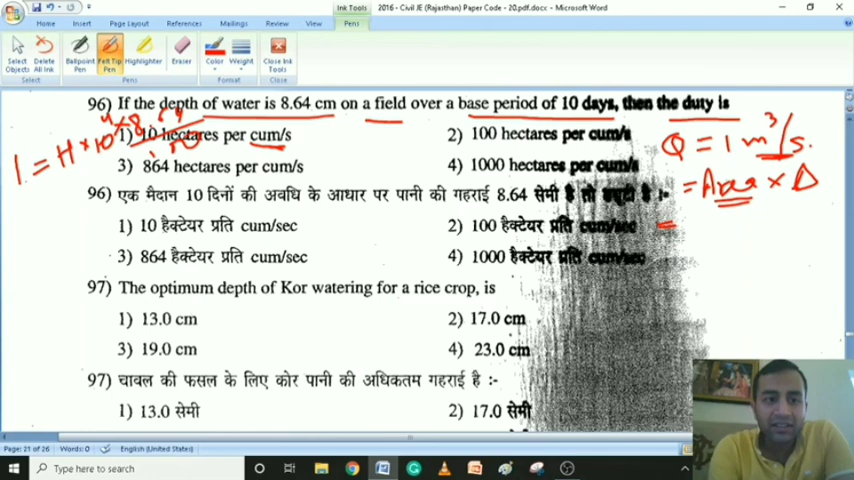 Ink Tools
2016 - Civil JE (Rajasthan) Paper Code - 20.pdf.docx - Microsoft Word
Home Insert Page Layout References Mailings Review View Pens
Select Objects
Delete All Ink
Ballpoint Pen
Felt Tip Pen
Highlighter
Eraser
Color
Weight
Close Ink Tools
Select Write Format Close
96) If the depth of water is 8.64 cm on a field over a base period of 10 days, then the duty is
1) 10 hectares per cum/s 2) 100 hectares per cum/s
3) 864 hectares per cum/s 4) 1000 hectares per cum/s
Q = 1 m³/s.
= Area × Δ
1 = H × 10⁴ ×
96) एक मैदान 10 दिनों की अवधि के आधार पर पानी की गहराई 8.64 सेमी है तो ड्यूटी है :-
1) 10 हैक्टेयर प्रति cum/sec 2) 100 हैक्टेयर प्रति cum/sec
3) 864 हैक्टेयर प्रति cum/sec 4) 1000 हैक्टेयर प्रति cum/sec
97) The optimum depth of Kor watering for a rice crop, is
1) 13.0 cm 2) 17.0 cm
3) 19.0 cm 4) 23.0 cm
97) चावल की फसल के लिए कोर पानी की अधिकतम गहराई है :-
1) 13.0 सेमी 2) 17.0 सेमी
Page: 21 of 26 Words: 0 English (United States)
Type here to search